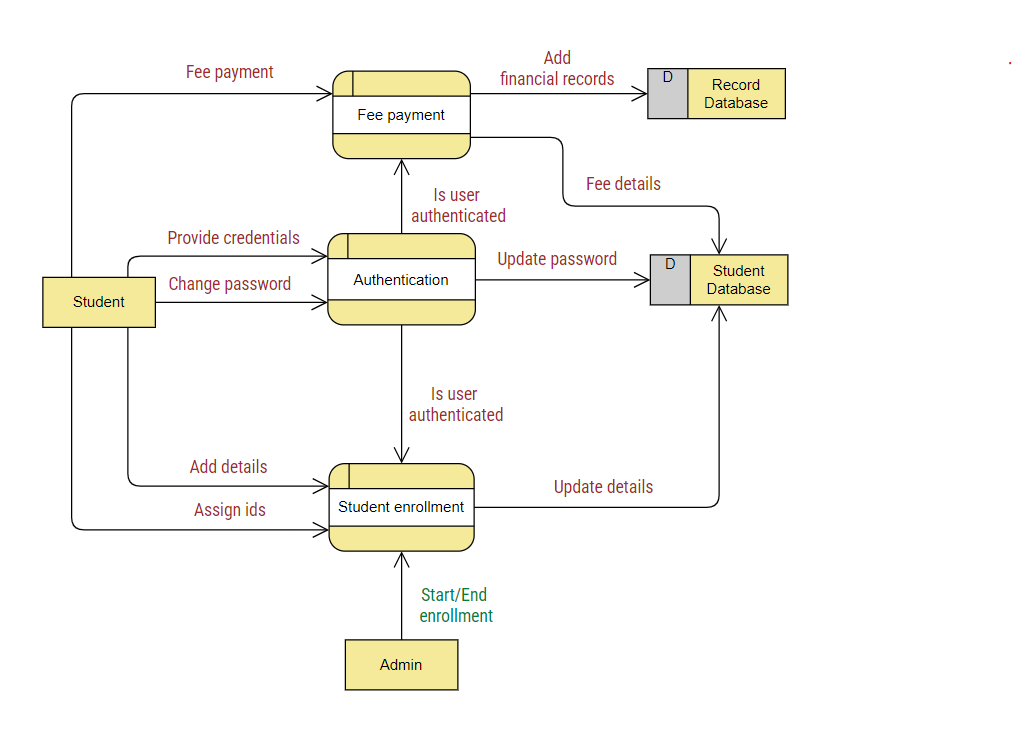 Add
Fee payment
financial records
D
Record
Database
Fee payment
Fee details
Is user
authenticated
Provide credentials
Update password
D
Student
Database
Authentication
Change password
Student
Is user
authenticated
Add details
Update details
Student enrollment
Assign ids
Start/End
enrollment
Admin